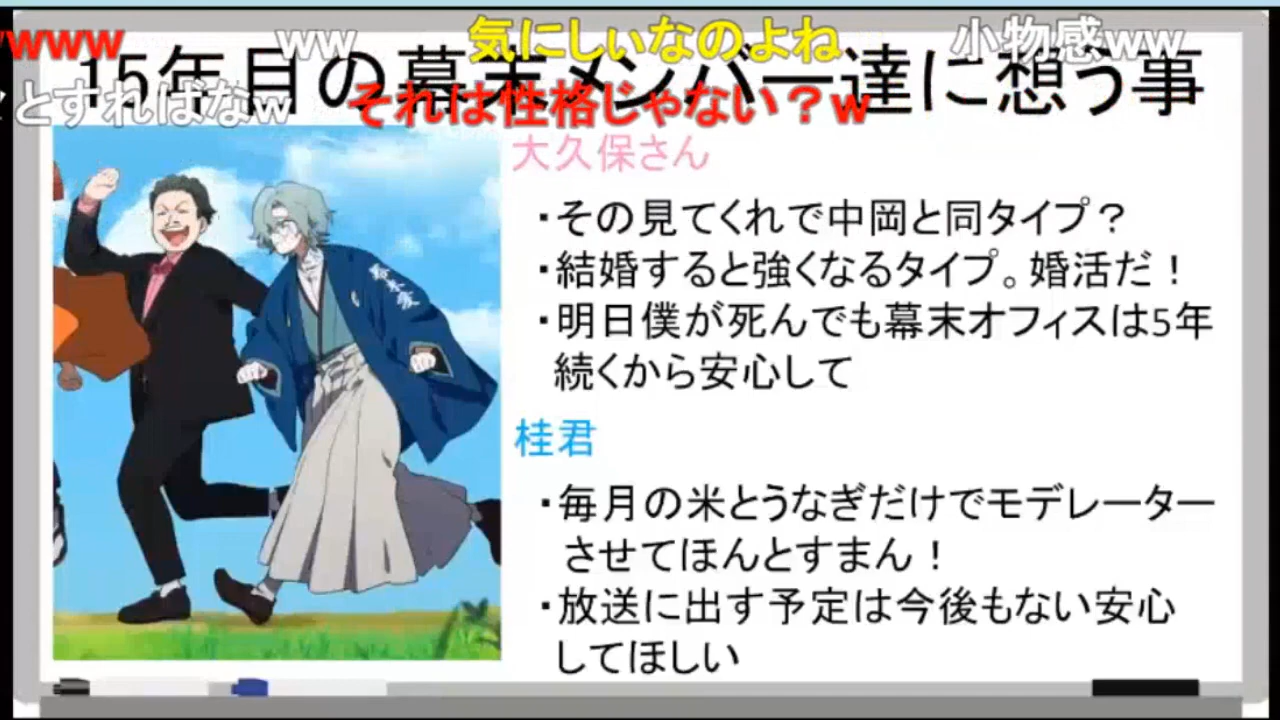 wwww
ww
気にしぃなのよね
小物感ww
15年目の幕末メンバー達に想う事
とすればなw
それは性格じゃない？w
大久保さん
・その見てくれで中岡と同タイプ？
・結婚すると強くなるタイプ。婚活だ！
・明日僕が死んでも幕末オフィスは5年
続くから安心して
桂君
・毎月の米とうなぎだけでモデレーター
させてほんとすまん！
・放送に出す予定は今後もない安心
してほしい